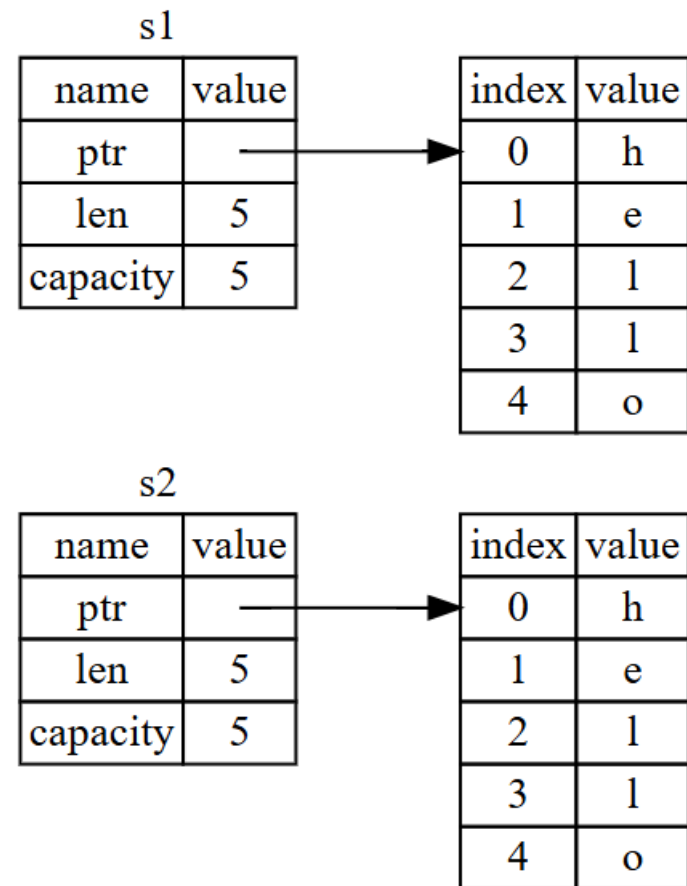 s1
name value
ptr
len 5
capacity 5
index value
0 h
1 e
2 l
3 l
4 o
s2
name value
ptr
len 5
capacity 5
index value
0 h
1 e
2 l
3 l
4 o